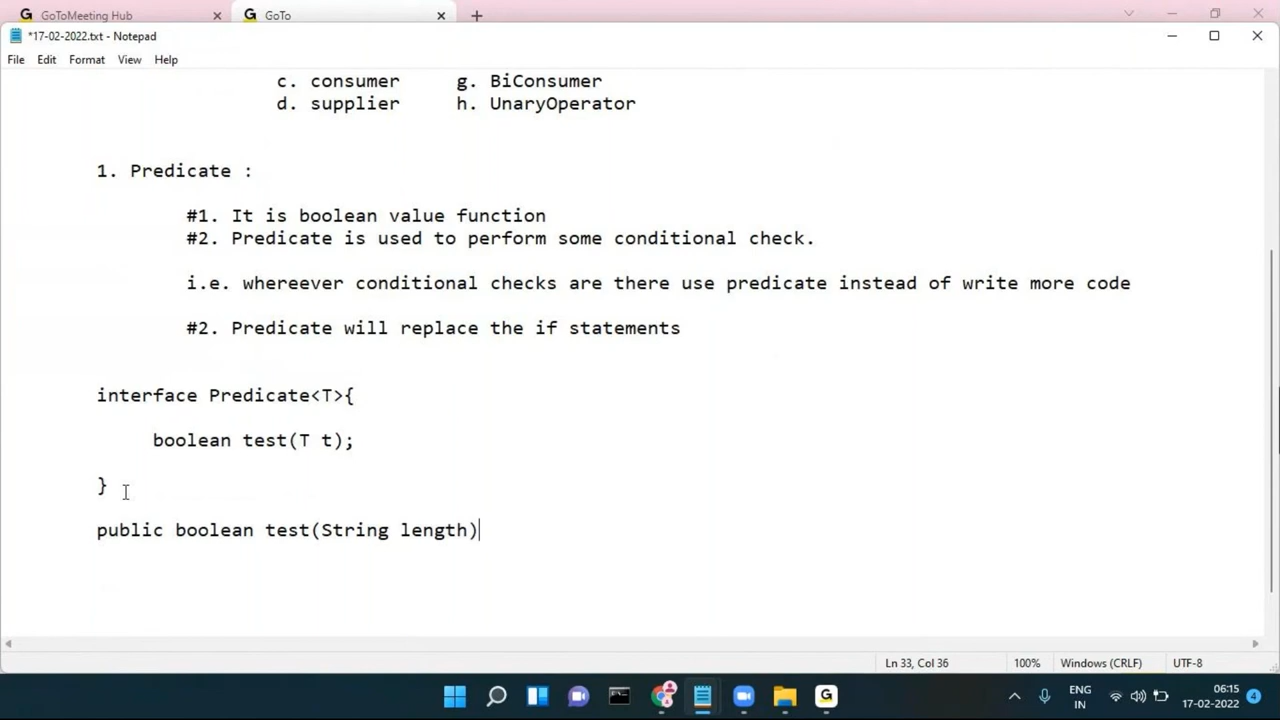 GoToMeeting Hub
GoTo
*17-02-2022.txt - Notepad
File Edit Format View Help
c. consumer g. BiConsumer
d. supplier h. UnaryOperator
1. Predicate :
#1. It is boolean value function
#2. Predicate is used to perform some conditional check.
i.e. whereever conditional checks are there use predicate instead of write more code
#2. Predicate will replace the if statements
interface Predicate<T>{
boolean test(T t);
}
public boolean test(String length)
Ln 33, Col 36 100% Windows (CRLF) UTF-8
ENG
IN
06:15
17-02-2022
4